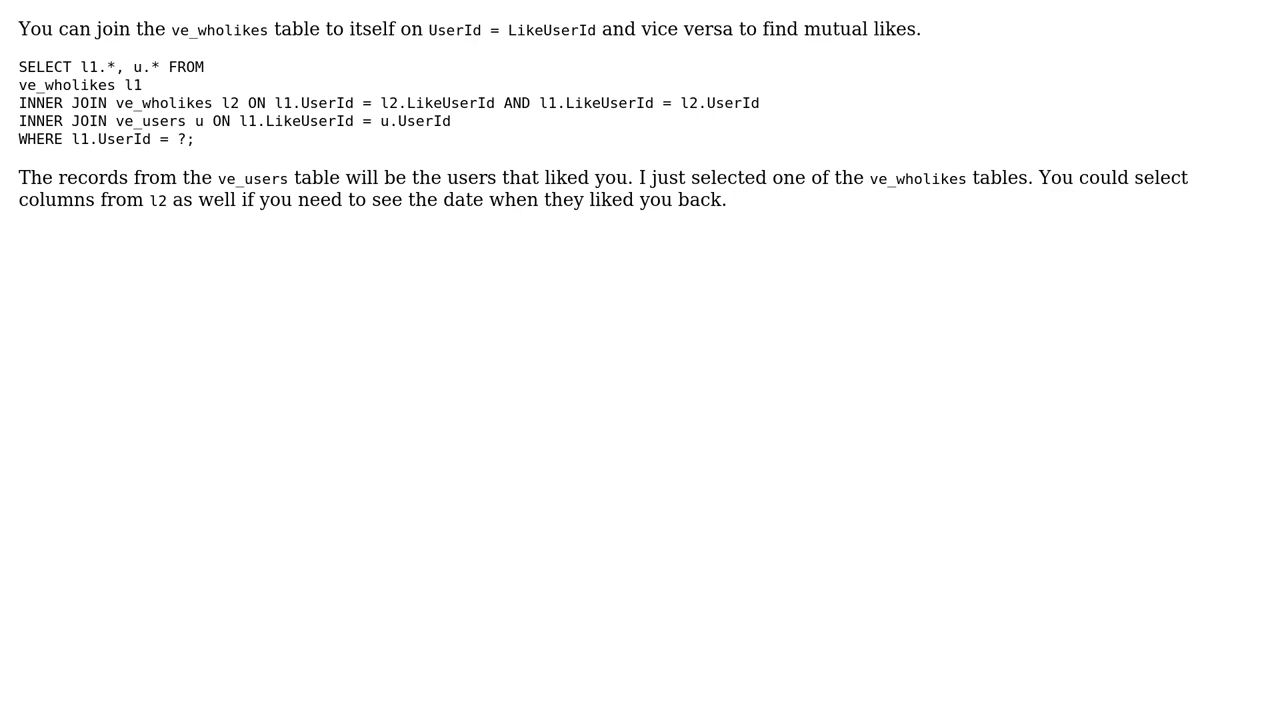 You can join the ve_wholikes table to itself on UserId = LikeUserId and vice versa to find mutual likes.
SELECT l1.*, u.* FROM
ve_wholikes l1
INNER JOIN ve_wholikes l2 ON l1.UserId = l2.LikeUserId AND l1.LikeUserId = l2.UserId
INNER JOIN ve_users u ON l1.LikeUserId = u.UserId
WHERE l1.UserId = ?;
The records from the ve_users table will be the users that liked you. I just selected one of the ve_wholikes tables. You could select
columns from l2 as well if you need to see the date when they liked you back.